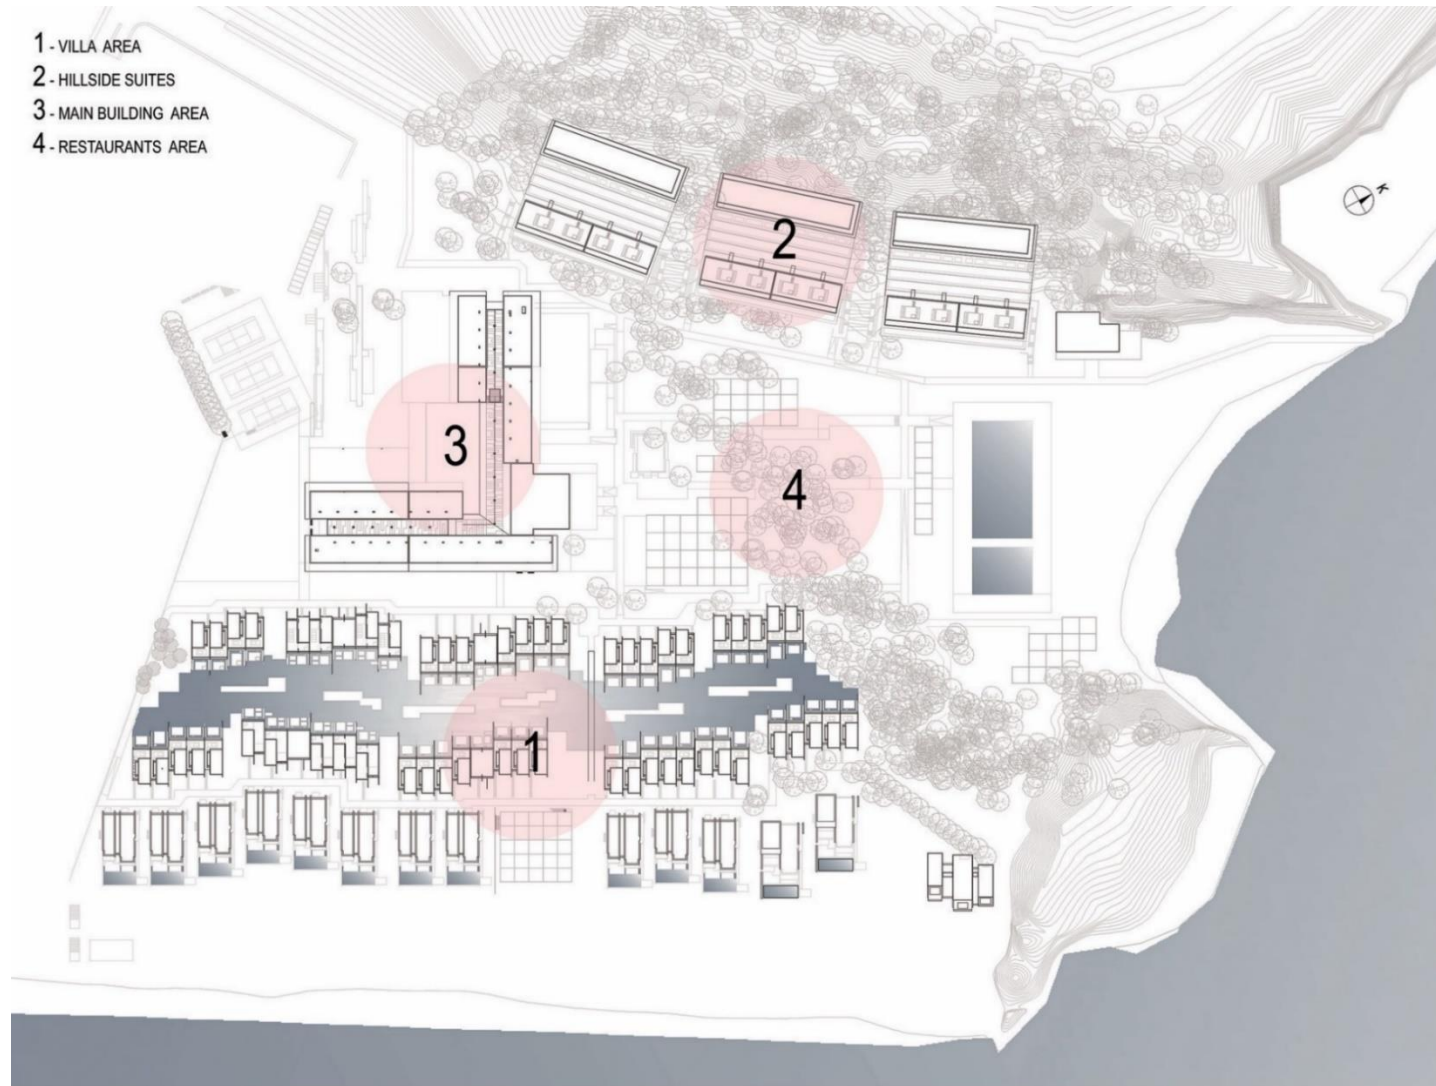 1 - VILLA AREA
2 - HILLSIDE SUITES
3 - MAIN BUILDING AREA
4 - RESTAURANTS AREA
K
2
3
4
1